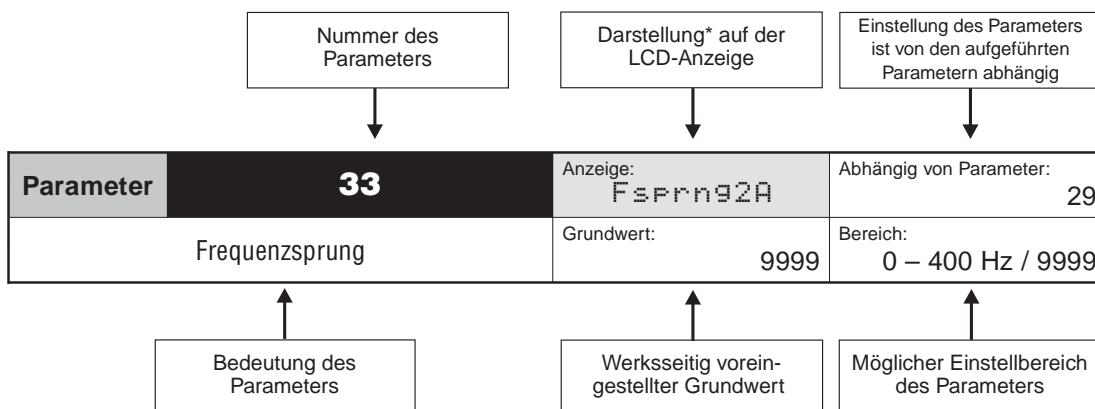 Nummer des
Parameters
Darstellung* auf der
LCD-Anzeige
Einstellung des Parameters
ist von den aufgeführten
Parametern abhängig
Parameter
33
Anzeige:
Fsprng2A
Abhängig von Parameter:
29
Frequenzsprung
Grundwert:
9999
Bereich:
0 – 400 Hz / 9999
Bedeutung des
Parameters
Werksseitig vorein-
gestellter Grundwert
Möglicher Einstellbereich
des Parameters